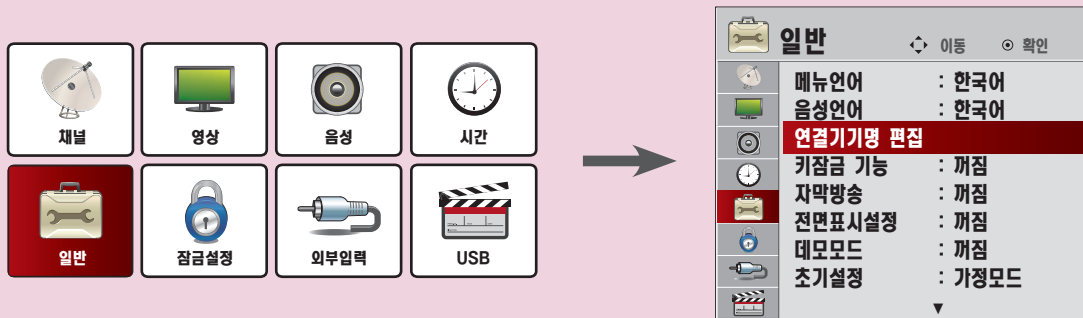 채널
영상
음성
시간
일반
잠금설정
외부입력
USB
일반 이동 확인
메뉴언어 : 한국어
음성언어 : 한국어
연결기기명 편집
키잠금 기능 : 꺼짐
자막방송 : 꺼짐
전면표시설정 : 꺼짐
데모모드 : 꺼짐
초기설정 : 가정모드